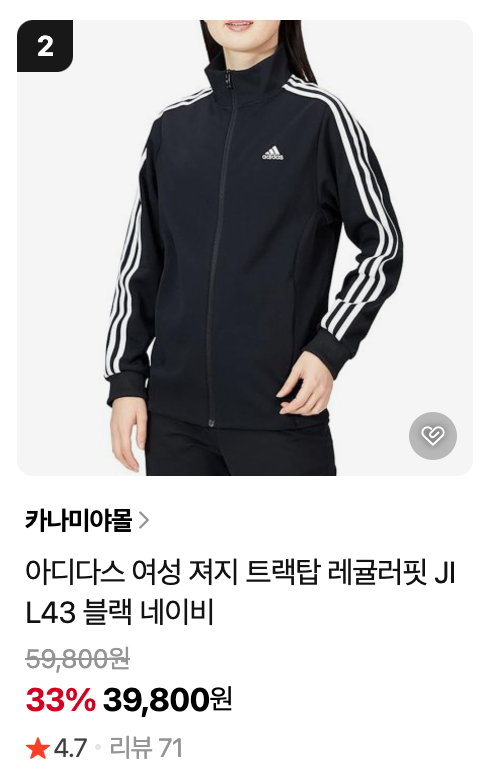 2
adidas
카나미야몰
아디다스 여성 져지 트랙탑 레귤러핏 JI
L43 블랙 네이비
59,800원
33% 39,800원
4.7 리뷰 71